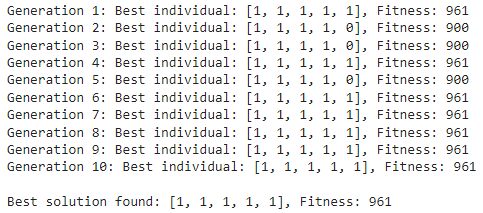 Generation 1: Best individual: [1, 1, 1, 1, 1], Fitness: 961
Generation 2: Best individual: [1, 1, 1, 1, 0], Fitness: 900
Generation 3: Best individual: [1, 1, 1, 1, 0], Fitness: 900
Generation 4: Best individual: [1, 1, 1, 1, 1], Fitness: 961
Generation 5: Best individual: [1, 1, 1, 1, 0], Fitness: 900
Generation 6: Best individual: [1, 1, 1, 1, 1], Fitness: 961
Generation 7: Best individual: [1, 1, 1, 1, 1], Fitness: 961
Generation 8: Best individual: [1, 1, 1, 1, 1], Fitness: 961
Generation 9: Best individual: [1, 1, 1, 1, 1], Fitness: 961
Generation 10: Best individual: [1, 1, 1, 1, 1], Fitness: 961
Best solution found: [1, 1, 1, 1, 1], Fitness: 961